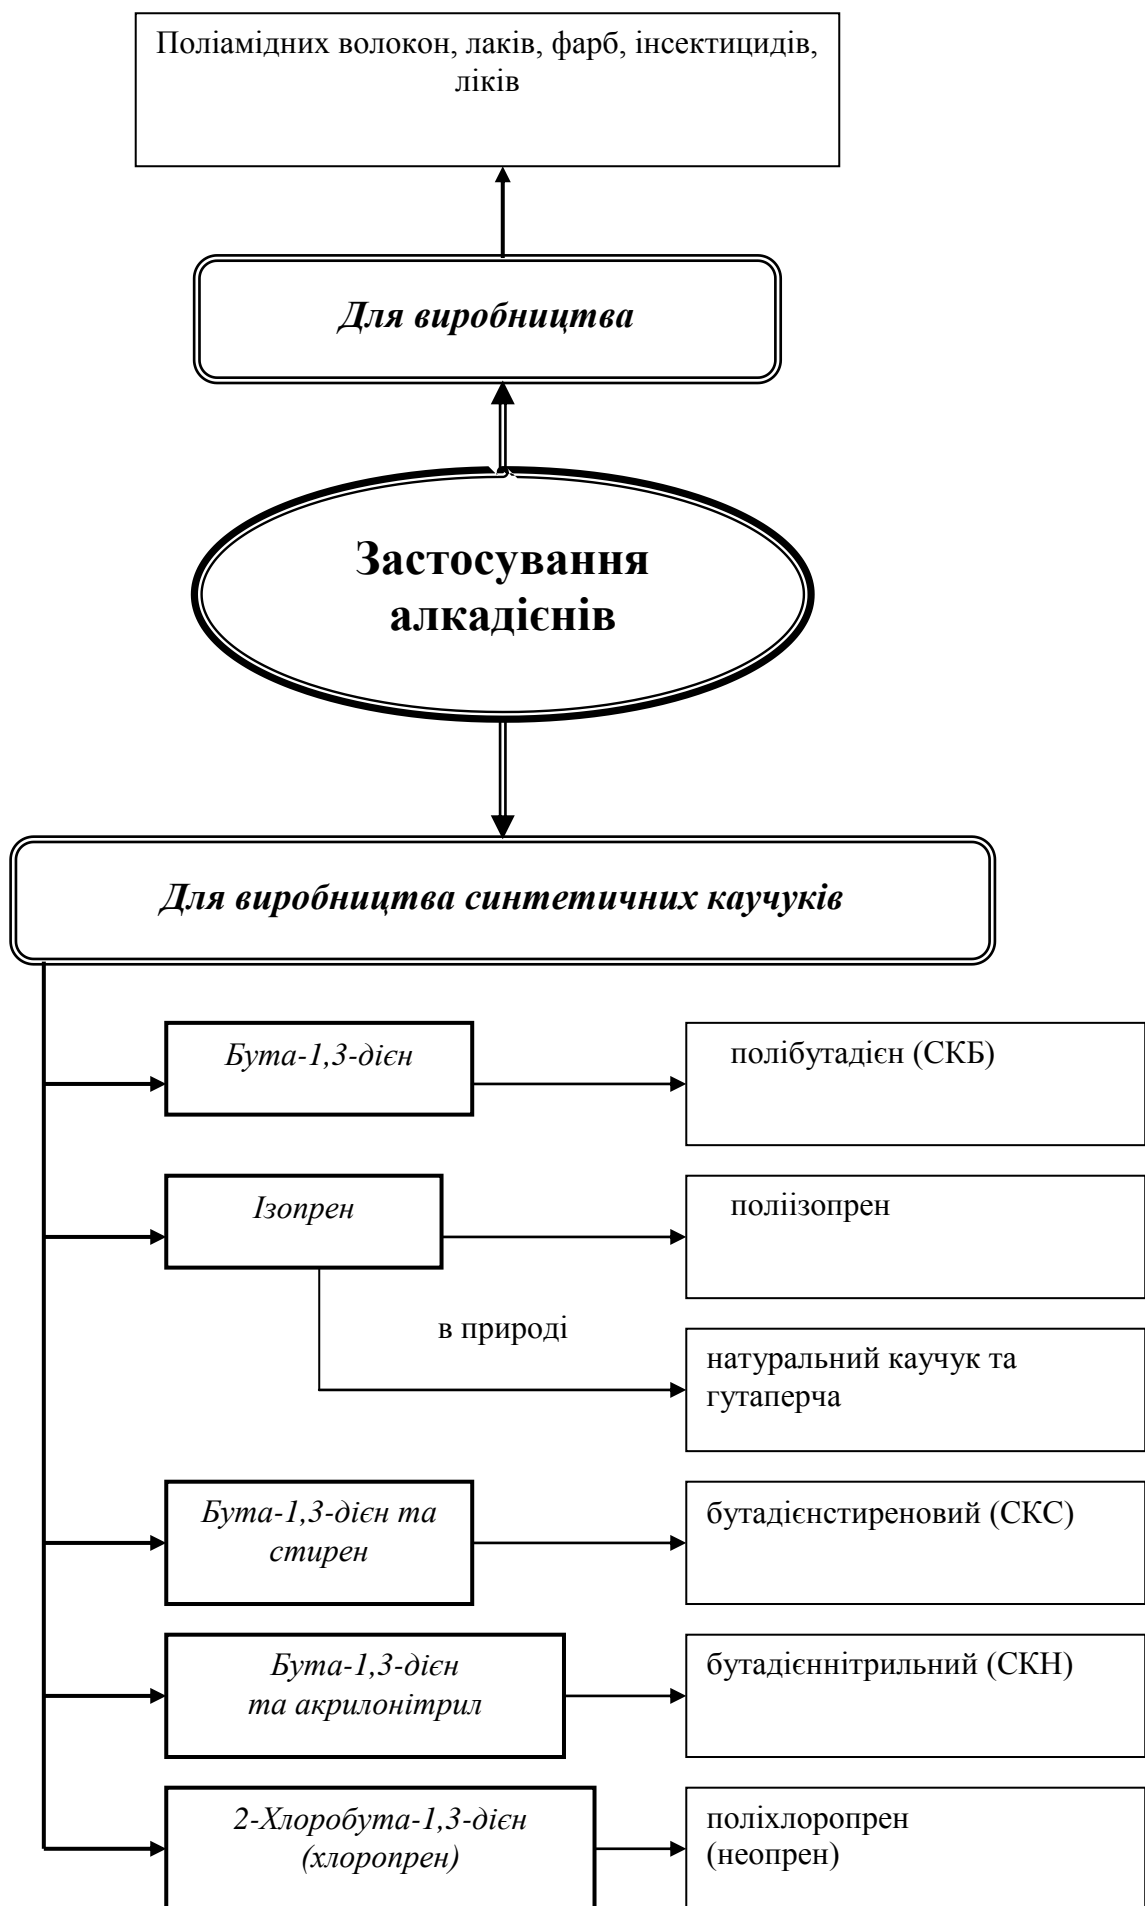 Поліамідних волокон, лаків, фарб, інсектицидів,
ліків
Для виробництва
Застосування
алкадієнів
Для виробництва синтетичних каучуків
Бута-1,3-дієн
полібутадієн (СКБ)
Ізопрен
поліізопрен
в природі
натуральний каучук та
гутаперча
Бута-1,3-дієн та
стирен
бутадієнстиреновий (СКС)
Бута-1,3-дієн
та акрилонітрил
бутадієннітрильний (СКН)
2-Хлоробута-1,3-дієн
(хлоропрен)
поліхлоропрен
(неопрен)